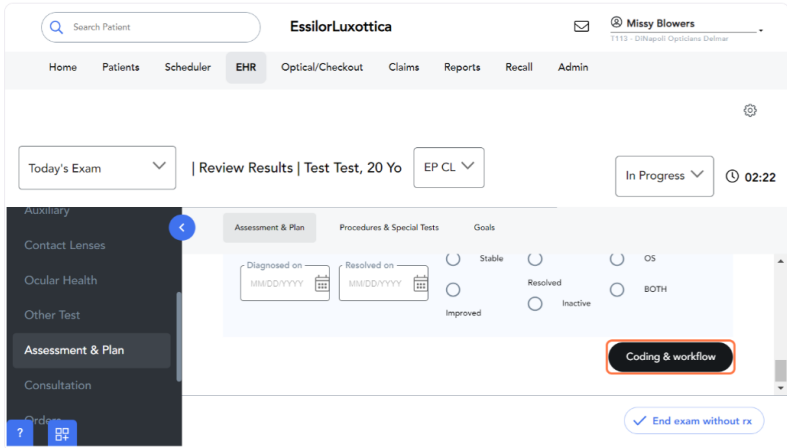 Search Patient
EssilorLuxottica
Missy Blowers
T113 - DiNapoli Opticians Delmar
Home Patients Scheduler EHR Optical/Checkout Claims Reports Recall Admin
Today's Exam | Review Results | Test Test, 20 Yo EP CL In Progress 02:22
Auxiliary
Contact Lenses
Ocular Health
Other Test
Assessment & Plan
Consultation
Orders
?
Assessment & Plan Procedures & Special Tests Goals
Diagnosed on Resolved on Stable OS
MM/DD/YYYY MM/DD/YYYY Resolved BOTH
Improved Inactive
Coding & workflow
End exam without rx